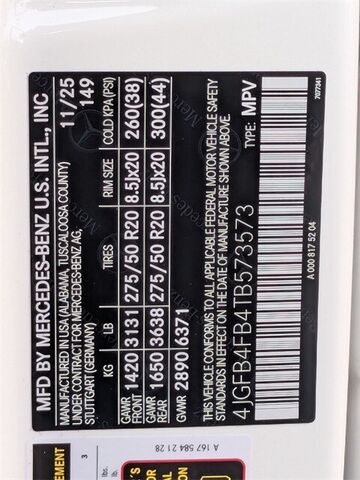 MFD BY MERCEDES-BENZ U.S. INTL., INC
MANUFACTURED IN USA (ALABAMA, TUSCALOOSA COUNTY) 11/25
UNDER CONTRACT FOR MERCEDES-BENZ AG, 149
STUTTGART (GERMANY)
KG LB TIRES RIM SIZE COLD KPA(PSI)
GAWR FRONT 1420 3131 275/50 R20 8.5Jx20 260(38)
GAWR REAR 1650 3638 275/50 R20 8.5Jx20 300(44)
GVWR 2890 6371
THIS VEHICLE CONFORMS TO ALL APPLICABLE FEDERAL MOTOR VEHICLE SAFETY
STANDARDS IN EFFECT ON THE DATE OF MANUFACTURE SHOWN ABOVE.
4JGFB4FB4TB573573 TYPE: MPV
A 000 817 52 04
7077341
A 167 584 21 28
3
lbs.
lb.